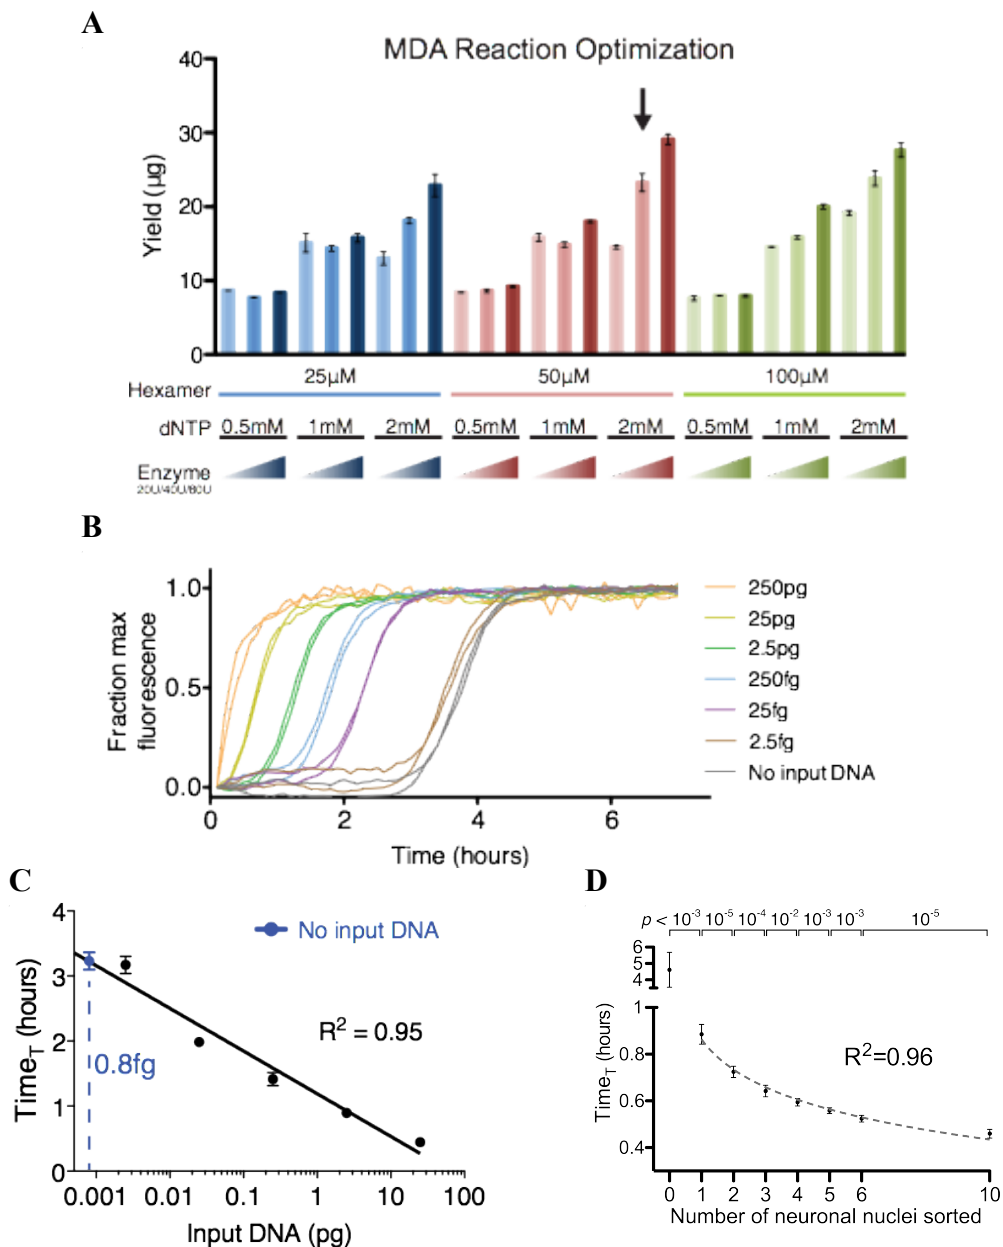 A
MDA Reaction Optimization
Yield (µg)
40
30
20
10
0
25µM 50µM 100µM
Hexamer
dNTP 0.5mM 1mM 2mM 0.5mM 1mM 2mM 0.5mM 1mM 2mM
Enzyme
20U/40U/80U
B
Fraction max
fluorescence
1.0
0.5
0.0
0 2 4 6
Time (hours)
250pg
25pg
2.5pg
250fg
25fg
2.5fg
No input DNA
C
Time_T (hours)
4
3
2
1
0
No input DNA
R² = 0.95
0.8fg
0.001 0.01 0.1 1 10 100
Input DNA (pg)
D
p < 10⁻³ 10⁻⁵ 10⁻⁴ 10⁻² 10⁻³ 10⁻³ 10⁻⁵
Time_T (hours)
6
5
4
1
0.8
0.6
0.4
R²=0.96
0 1 2 3 4 5 6 10
Number of neuronal nuclei sorted